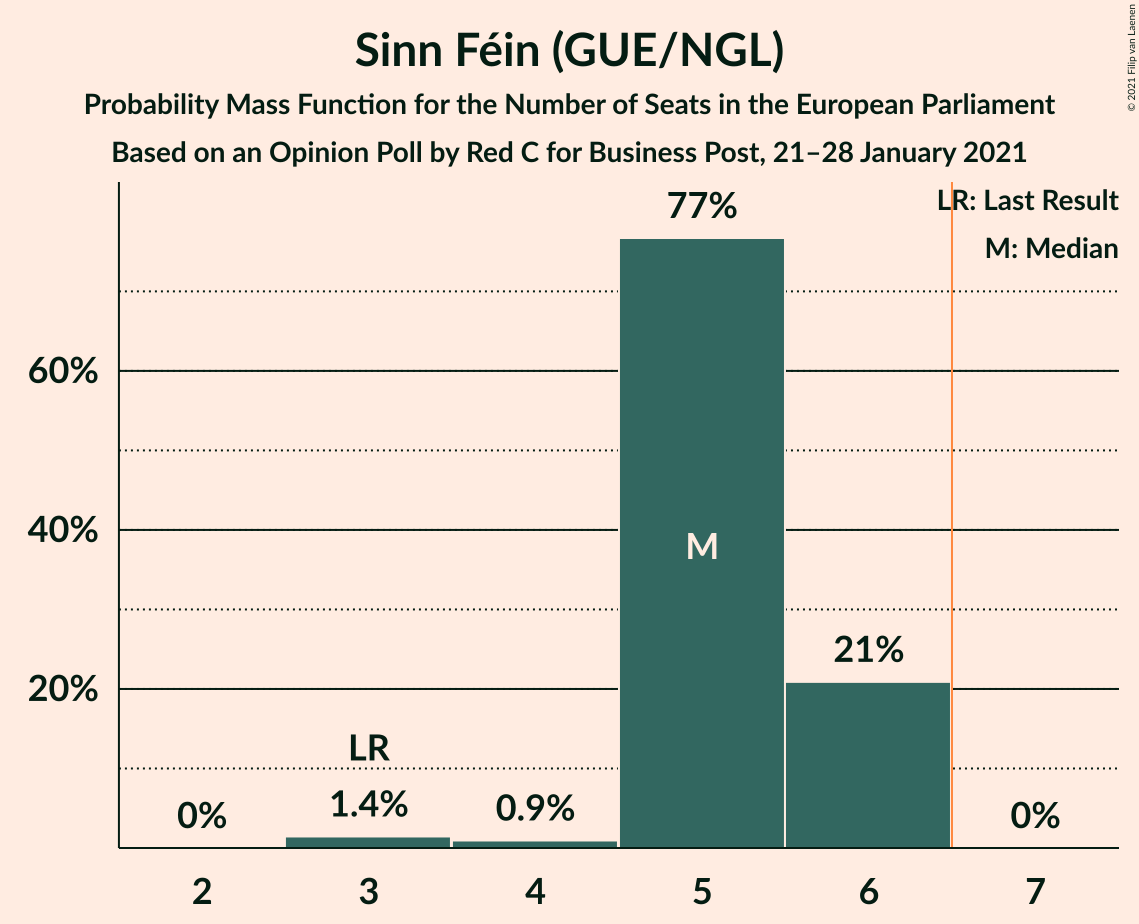 Sinn Féin (GUE/NGL)
Probability Mass Function for the Number of Seats in the European Parliament
Based on an Opinion Poll by Red C for Business Post, 21–28 January 2021
© 2021 Filip van Laenen
LR: Last Result
M: Median
77%
60%
40%
M
21%
20%
LR
0%
1.4%
0.9%
0%
2
3
4
5
6
7